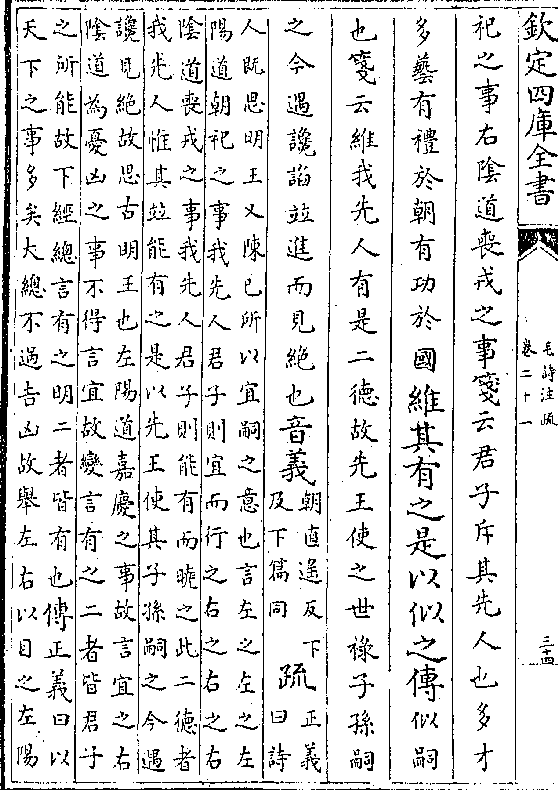 欽定四庫全書
毛詩注疏
卷二十一
三十四
祀之事右陰道喪戎之事箋云君子斥其先人也多才
多藝有禮於朝有功於國維其有之是以似之傳似嗣
也箋云維我先人有是二德故先王使之世祿子孫嗣
之今遇讒諂並進而見絶也音義朝直遙反下
及下儁同
疏正義
曰詩
人既思明王又陳已所以宜嗣之意也言左之左之左
陽道朝祀之事我先人君子則宜而行之右之右之右
陰道喪戎之事我先人君子則能有而曉之此二德者
我先人惟其並能有之是以先王使其子孫嗣之今遇
讒見絶故思古明王也左陽道嘉慶之事故言宜之右
陰道為憂凶之事不得言宜故變言有之二者皆君子
之所能故下經總言有之明二者皆有也傳正義曰以
天下之事多矣大總不過吉凶故舉左右以目之左陽